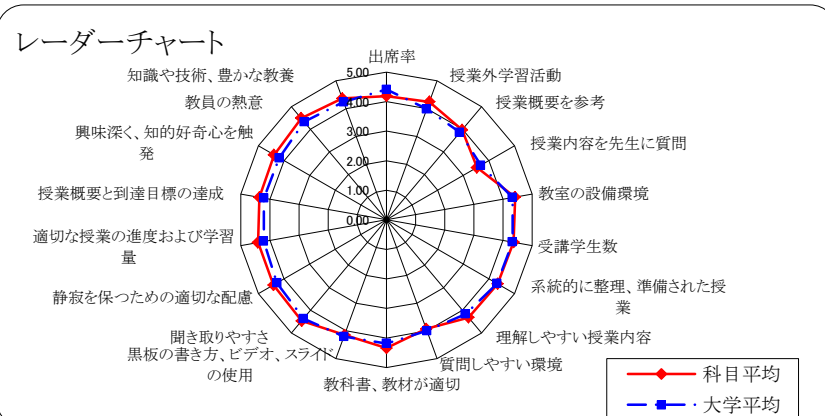 レーダーチャート
出席率
授業外学習活動
授業概要を参考
授業内容を先生に質問
教室の設備環境
受講学生数
系統的に整理、準備された授
業
理解しやすい授業内容
質問しやすい環境
教科書、教材が適切
黒板の書き方、ビデオ、スライド
の使用
聞き取りやすさ
静寂を保つための適切な配慮
適切な授業の進度および学習
量
授業概要と到達目標の達成
興味深く、知的好奇心を触
発
教員の熱意
知識や技術、豊かな教養
5.00
4.00
3.00
2.00
1.00
0.00
科目平均
大学平均